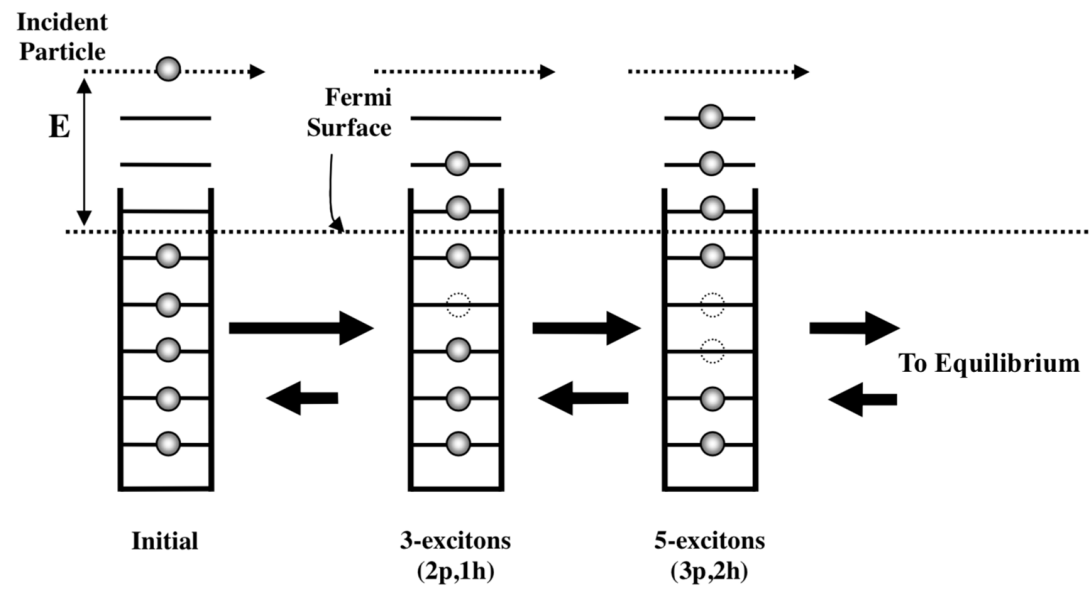 Incident
Particle
E
Fermi
Surface
To Equilibrium
Initial
3-excitons
(2p,1h)
5-excitons
(3p,2h)